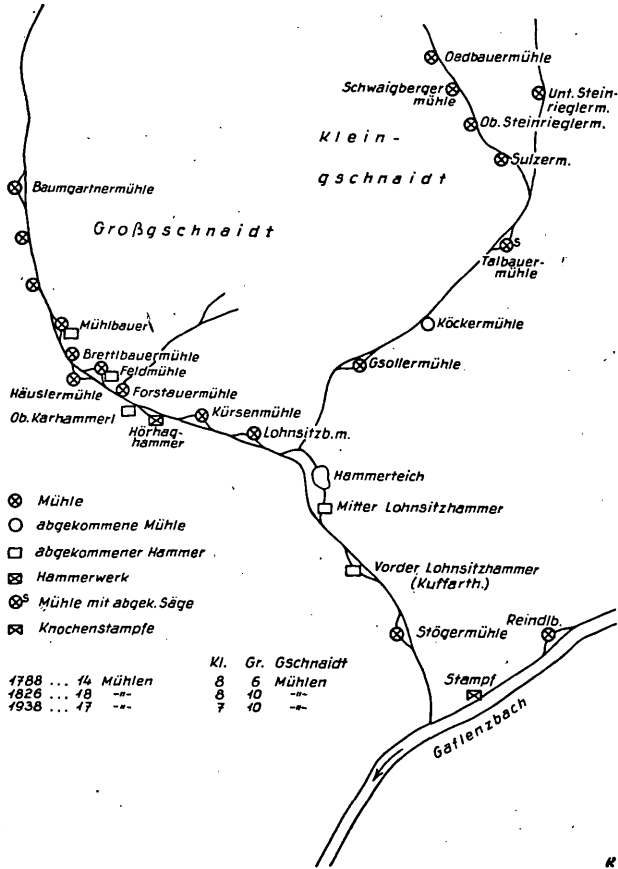 Oedbauermühle
Schwaigberger
mühle
Unt. Stein-
rieglerm.
Ob. Steinrieglerm.
Klein-
gschnaidt
Sulzerm.
Baumgartnermühle
Großgschnaidt
s
Talbauer-
mühle
Mühlbauer
Köckermühle
Brettlbauermühle
Feldmühle
Gsollermühle
Häuslermühle
Forstauermühle
Ob. Karhammerl
Hörhag-
hammer
Kürsenmühle
Lohnsitzb.m.
Hammerteich
Mitter Lohnsitzhammer
Vorder Lohnsitzhammer
(Kuffarth.)
Stögermühle
Reindlb.
Stampf
Gaflenzbach
Mühle
abgekommene Mühle
abgekommener Hammer
Hammerwerk
s Mühle mit abgek. Säge
Knochenstampfe
Kl. Gr. Gschnaidt
1788 ... 14 Mühlen 8 6 Mühlen
1826 ... 18 -"- 8 10 -"-
1938 ... 17 -"- 7 10 -"-
R